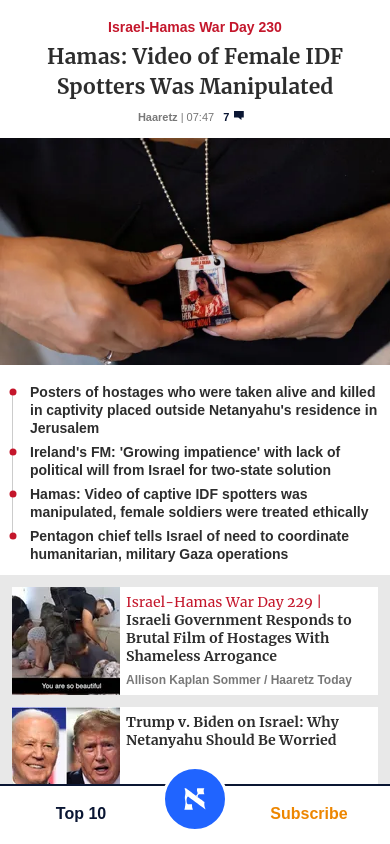 Israel-Hamas War Day 230
Hamas: Video of Female IDF
Spotters Was Manipulated
Haaretz | 07:47 7
HOME NOW!
Posters of hostages who were taken alive and killed
in captivity placed outside Netanyahu's residence in
Jerusalem
Ireland's FM: 'Growing impatience' with lack of
political will from Israel for two-state solution
Hamas: Video of captive IDF spotters was
manipulated, female soldiers were treated ethically
Pentagon chief tells Israel of need to coordinate
humanitarian, military Gaza operations
Israel-Hamas War Day 229 |
Israeli Government Responds to
Brutal Film of Hostages With
Shameless Arrogance
Allison Kaplan Sommer / Haaretz Today
You are so beautiful
Trump v. Biden on Israel: Why
Netanyahu Should Be Worried
Top 10
Subscribe